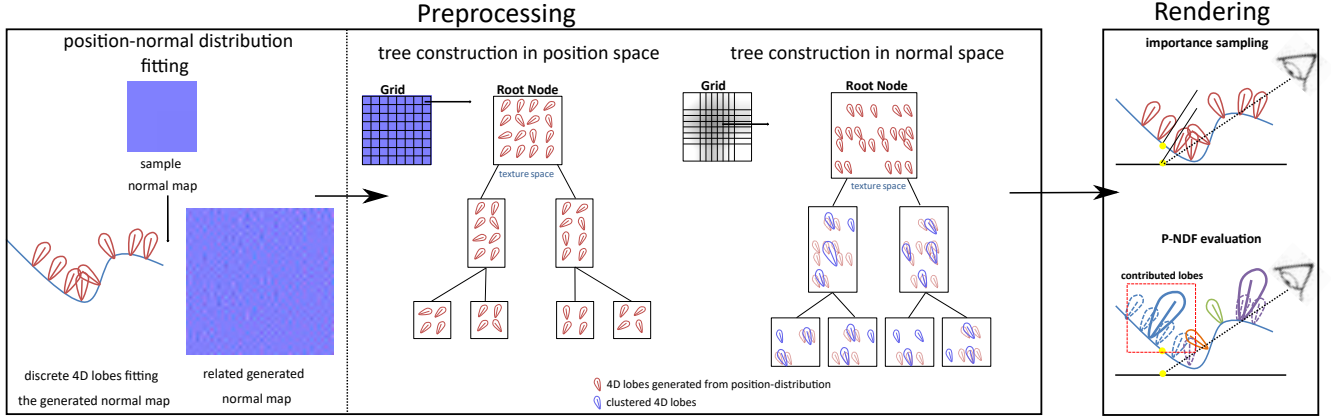 Preprocessing
Rendering
position-normal distribution
fitting
sample
normal map
discrete 4D lobes fitting
the generated normal map
related generated
normal map
tree construction in position space
Grid
Root Node
texture space
tree construction in normal space
Grid
Root Node
texture space
4D lobes generated from position-distribution
clustered 4D lobes
importance sampling
P-NDF evaluation
contributed lobes